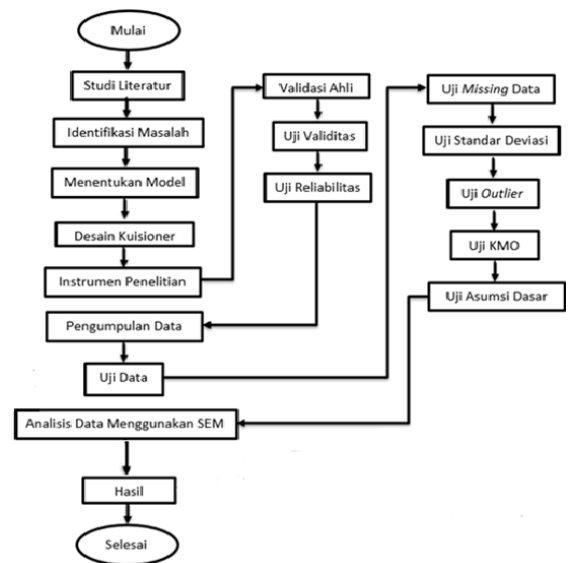 Mulai
Studi Literatur
Identifikasi Masalah
Menentukan Model
Desain Kuisioner
Instrumen Penelitian
Validasi Ahli
Uji Validitas
Uji Reliabilitas
Pengumpulan Data
Uji Data
Uji Missing Data
Uji Standar Deviasi
Uji Outlier
Uji KMO
Uji Asumsi Dasar
Analisis Data Menggunakan SEM
Hasil
Selesai